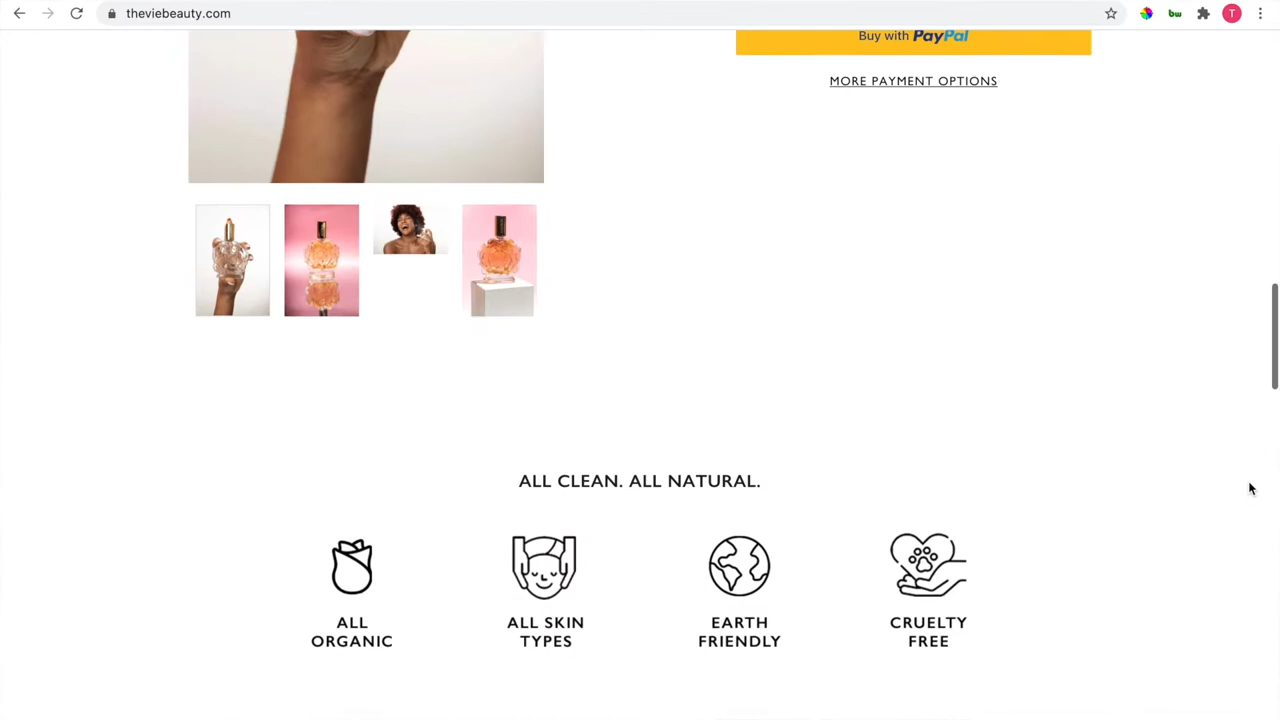 theviebeauty.com
bw
T
Buy with PayPal
MORE PAYMENT OPTIONS
ALL CLEAN. ALL NATURAL.
ALL
ORGANIC
ALL SKIN
TYPES
EARTH
FRIENDLY
CRUELTY
FREE